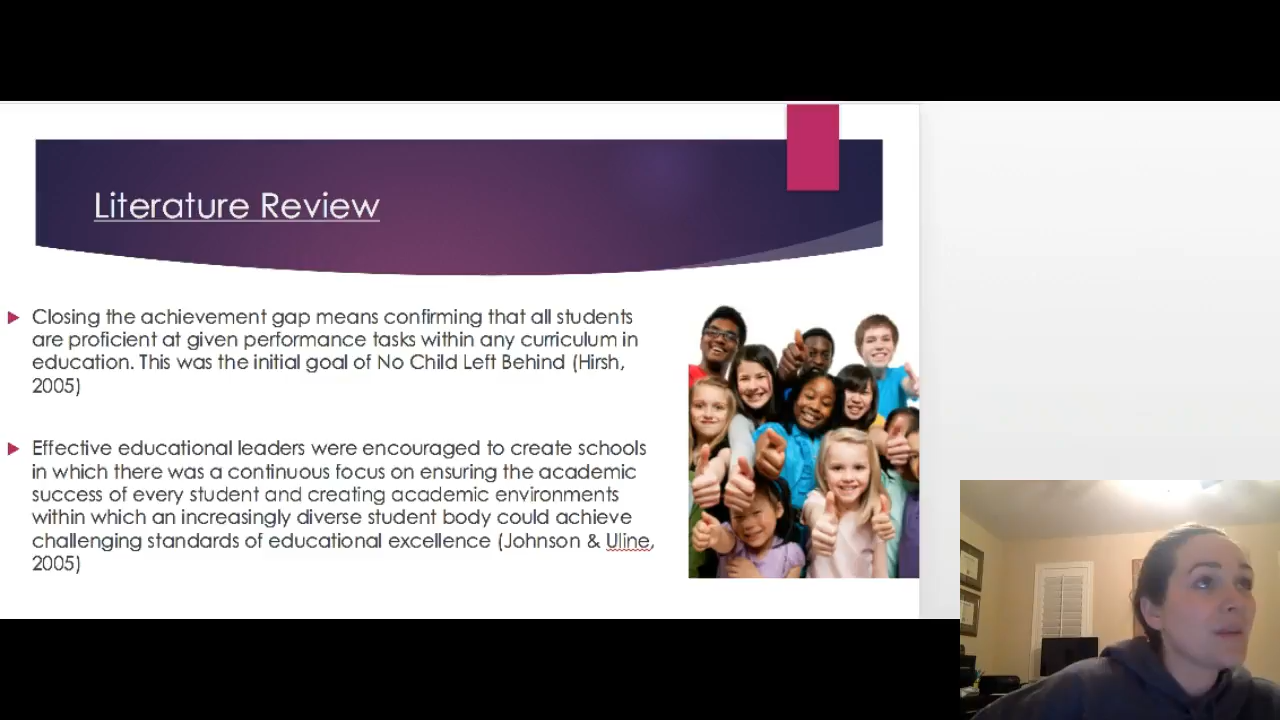 Literature Review
Closing the achievement gap means confirming that all students
are proficient at given performance tasks within any curriculum in
education. This was the initial goal of No Child Left Behind (Hirsh,
2005)
Effective educational leaders were encouraged to create schools
in which there was a continuous focus on ensuring the academic
success of every student and creating academic environments
within which an increasingly diverse student body could achieve
challenging standards of educational excellence (Johnson & Uline,
2005)